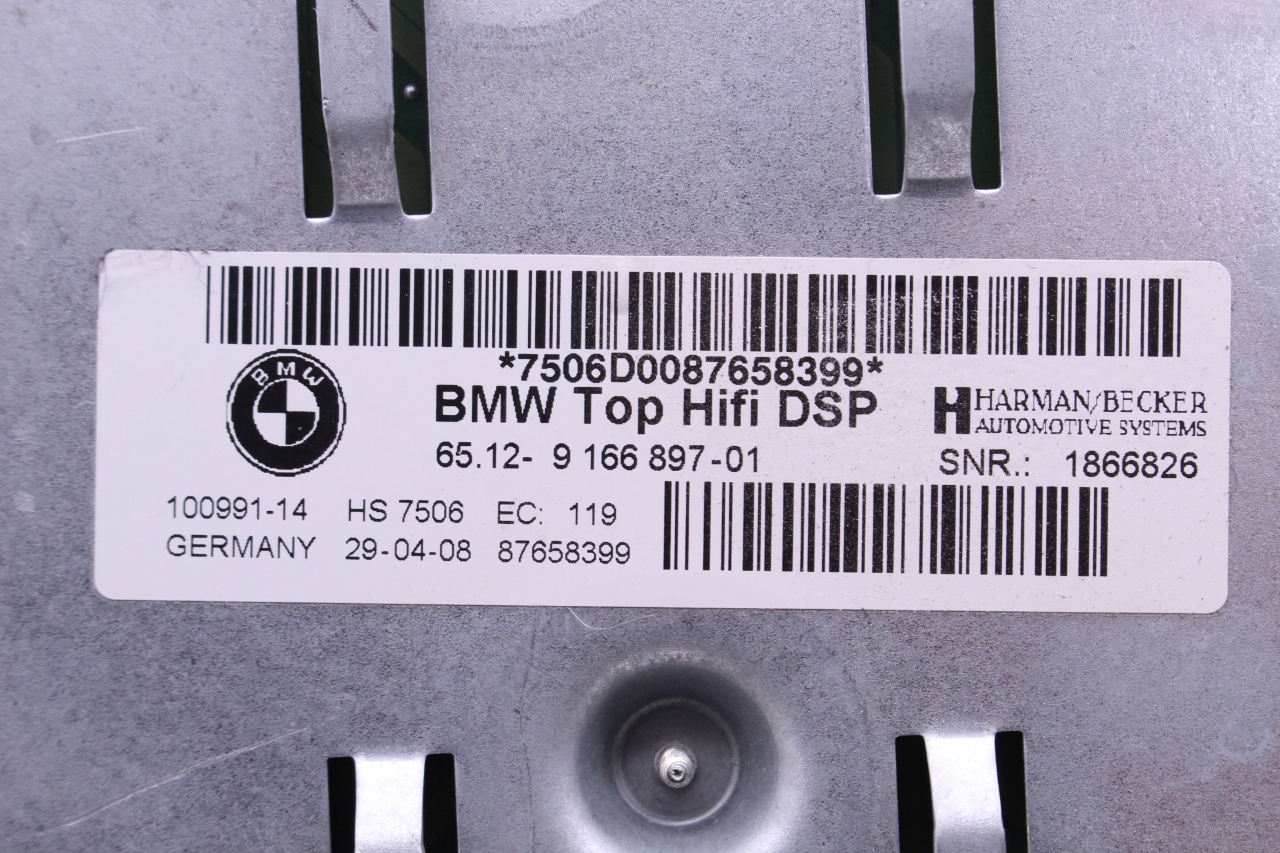 *7506D0087658399*
BMW
BMW Top Hifi DSP
HARMAN/BECKER
AUTOMOTIVE SYSTEMS
65.12- 9 166 897-01
SNR.: 1866826
100991-14 HS 7506 EC: 119
GERMANY 29-04-08 87658399